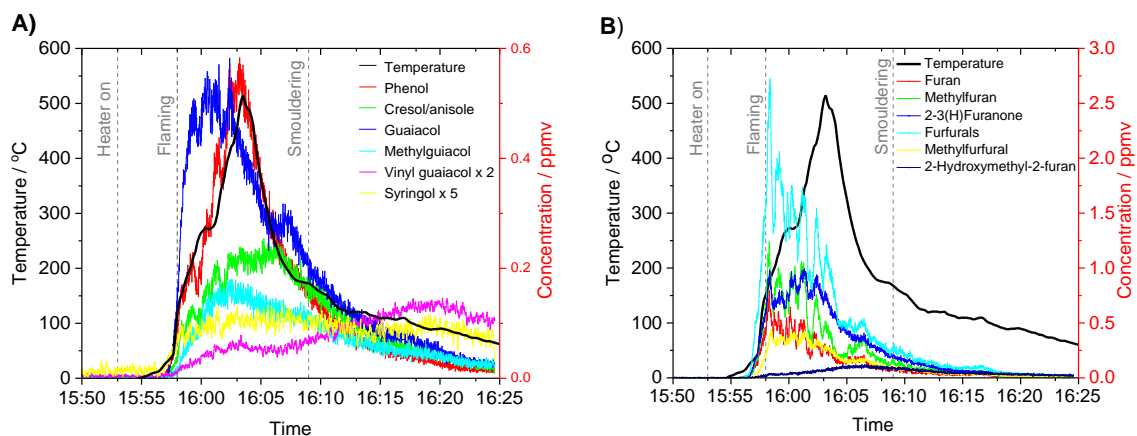 A)
600
500
400
300
200
100
0
Temperature / °C
0.6
0.4
0.2
0.0
Concentration / ppmv
Heater on
Flaming
Smouldering
Temperature
Phenol
Cresol/anisole
Guaiacol
Methylguiacol
Vinyl guaiacol x 2
Syringol x 5
15:50 15:55 16:00 16:05 16:10 16:15 16:20 16:25
Time
B)
600
500
400
300
200
100
0
Temperature / °C
3.0
2.5
2.0
1.5
1.0
0.5
0.0
Concentration / ppmv
Heater on
Flaming
Smouldering
Temperature
Furan
Methylfuran
2-3(H)Furanone
Furfurals
Methylfurfural
2-Hydroxymethyl-2-furan
15:50 15:55 16:00 16:05 16:10 16:15 16:20 16:25
Time